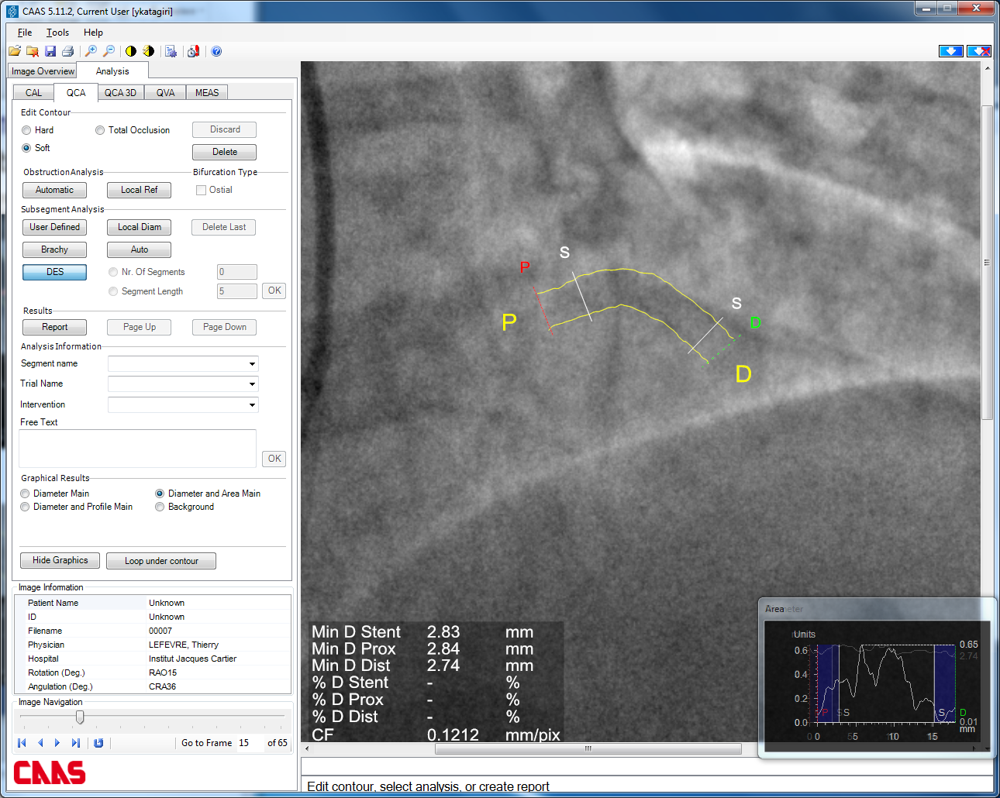 CAAS 5.11.2, Current User [ykatagiri]
File Tools Help
Image Overview Analysis
CAL QCA QCA 3D QVA MEAS
Edit Contour
Hard Total Occlusion Discard
Soft Delete
Obstruction Analysis Bifurcation Type
Automatic Local Ref Ostial
Subsegment Analysis
User Defined Local Diam Delete Last
Brachy Auto
DES Nr. Of Segments 0
Segment Length 5 OK
Results
Report Page Up Page Down
Analysis Information
Segment name
Trial Name
Intervention
Free Text
OK
Graphical Results
Diameter Main Diameter and Area Main
Diameter and Profile Main Background
Hide Graphics Loop under contour
Image Information
Patient Name Unknown
ID Unknown
Filename 00007
Physician LEFEVRE, Thierry
Hospital Institut Jacques Cartier
Rotation (Deg.) RAO15
Angulation (Deg.) CRA36
Image Navigation
Go to Frame 15 of 65
CAAS
S
P
S
P
D
D
Min D Stent 2.83 mm
Min D Prox 2.84 mm
Min D Dist 2.74 mm
% D Stent - %
% D Prox - %
% D Dist - %
CF 0.1212 mm/pix
Area
Units
0.6 0.65
2.74
0.4
0.2
P S S S D
0.0 0.01
mm
0 5 10 15
Edit contour, select analysis, or create report